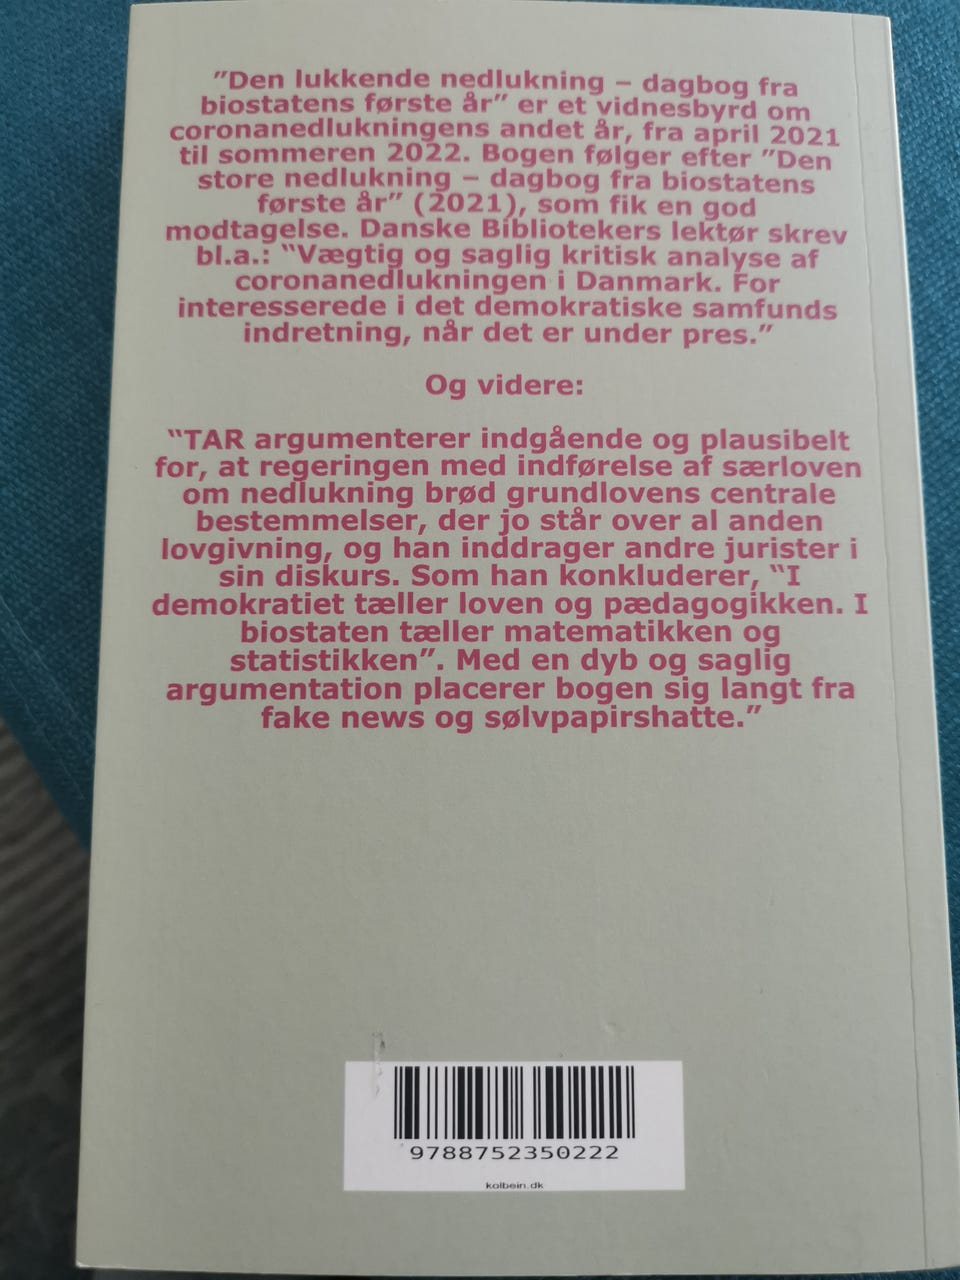 ”Den lukkende nedlukning – dagbog fra
biostatens første år” er et vidnesbyrd om
coronanedlukningens andet år, fra april 2021
til sommeren 2022. Bogen følger efter ”Den
store nedlukning – dagbog fra biostatens
første år” (2021), som fik en god
modtagelse. Danske Bibliotekers lektør skrev
bl.a.: “Vægtig og saglig kritisk analyse af
coronanedlukningen i Danmark. For
interesserede i det demokratiske samfunds
indretning, når det er under pres.”
Og videre:
“TAR argumenterer indgående og plausibelt
for, at regeringen med indførelse af særloven
om nedlukning brød grundlovens centrale
bestemmelser, der jo står over al anden
lovgivning, og han inddrager andre jurister i
sin diskurs. Som han konkluderer, “I
demokratiet tæller loven og pædagogikken. I
biostaten tæller matematikken og
statistikken”. Med en dyb og saglig
argumentation placerer bogen sig langt fra
fake news og sølvpapirshatte.”
9788752350222
kolbein.dk